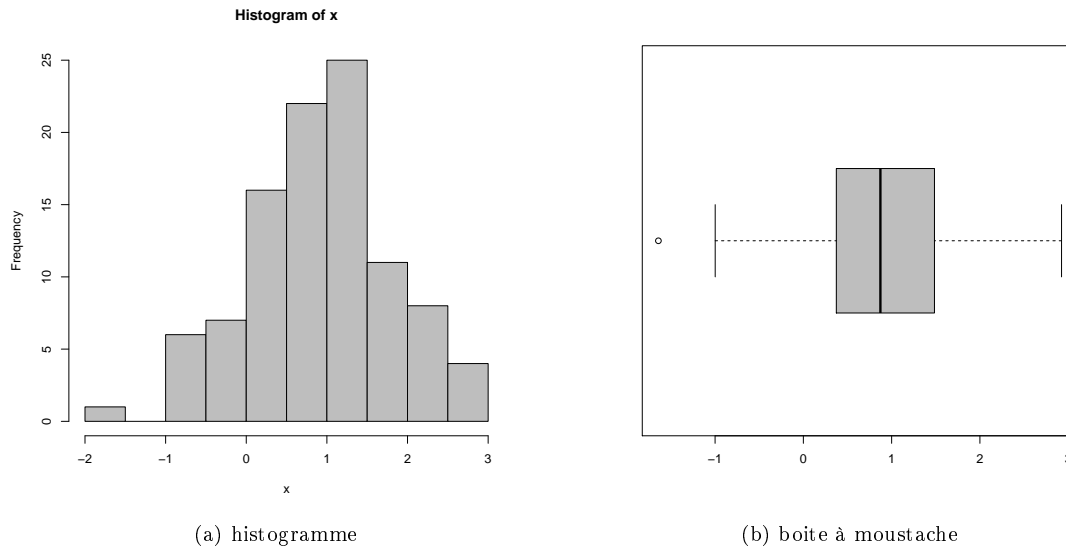 Histogram of x
Frequency
25
20
15
10
5
0
−2 −1 0 1 2 3
x
(a) histogramme
−1 0 1 2 3
(b) boite à moustache